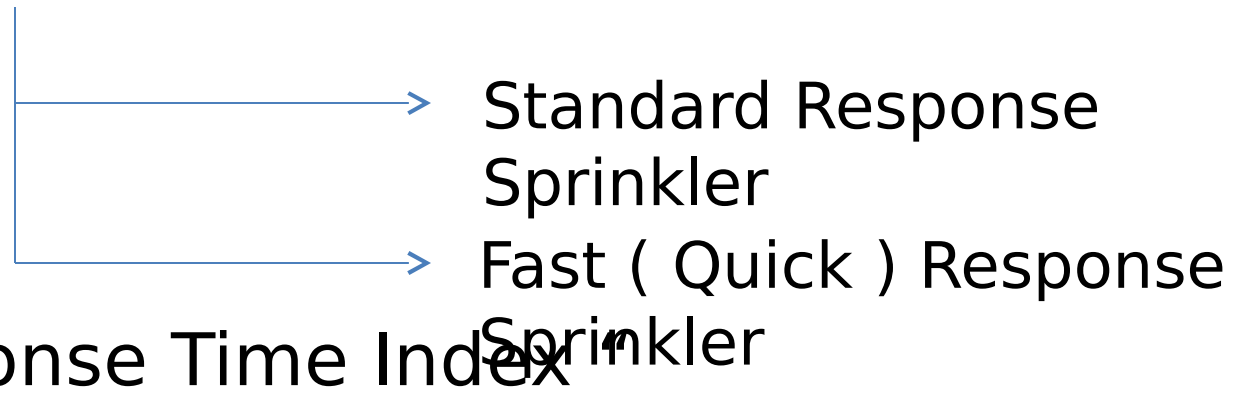 Standard Response
Sprinkler
Fast ( Quick ) Response
Sprinkler
onse Time Index “